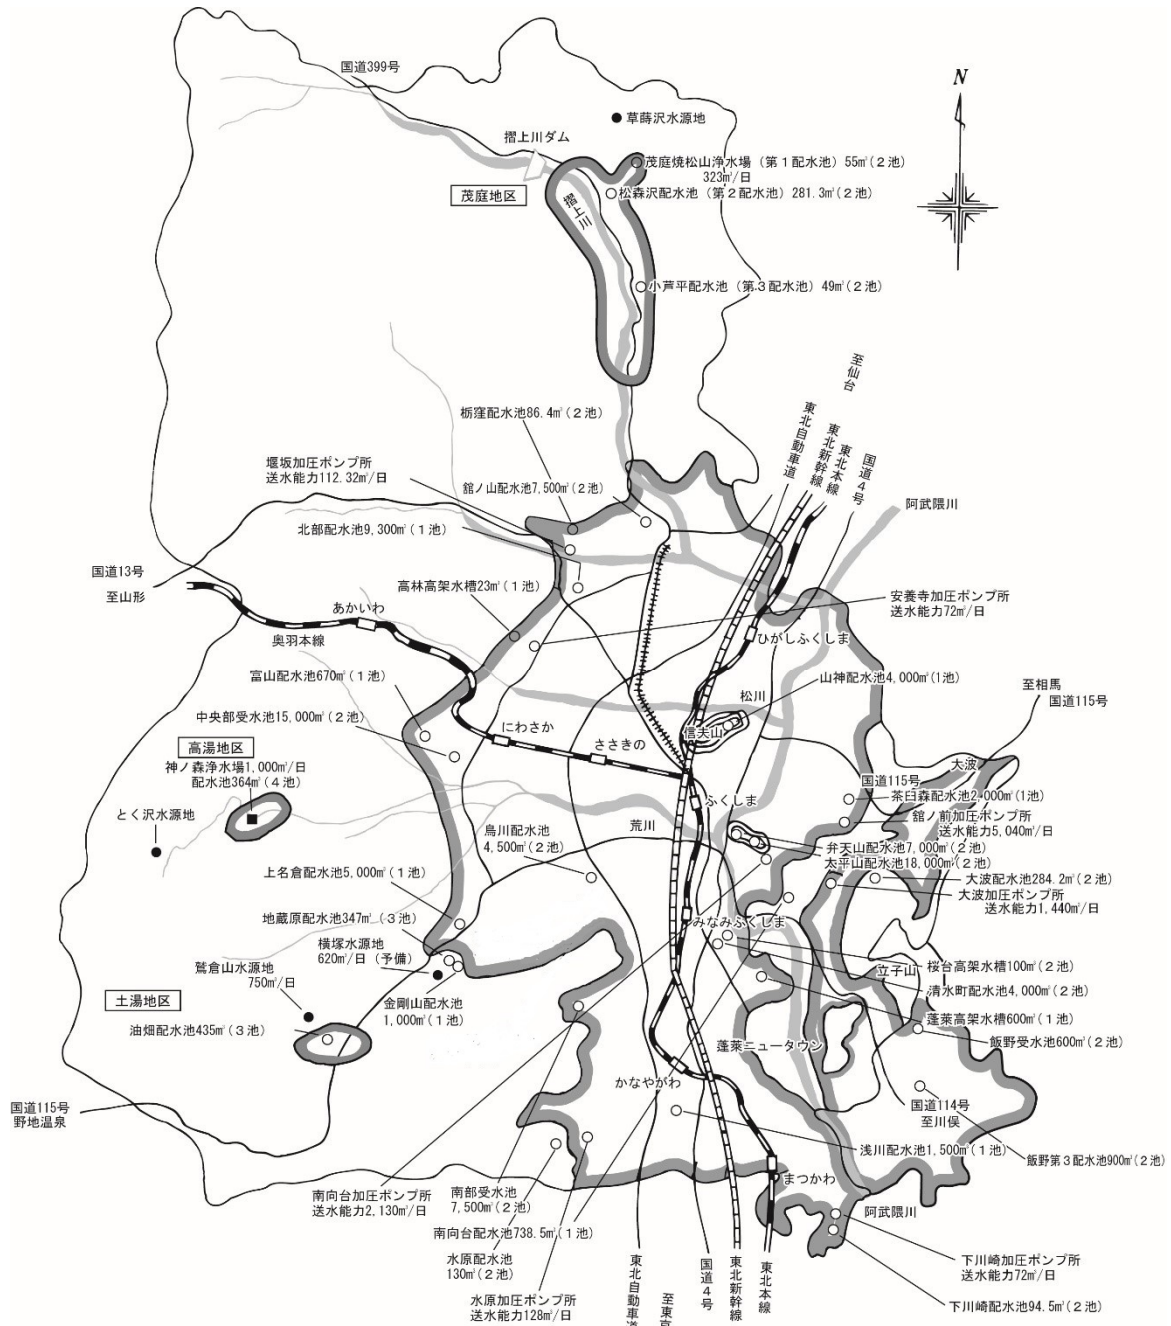 国道399号
N
草蒔沢水源地
摺上川ダム
茂庭焼松山浄水場（第１配水池）55㎥(２池)
323㎥/日
茂庭地区
松森沢配水池（第２配水池）281.3㎥(２池)
摺上川
小芦平配水池（第３配水池）49㎥(２池)
至仙台
東北自動車道
東北新幹線
東北本線
国道４号
栃窪配水池86.4㎥(２池)
堰坂加圧ポンプ所
送水能力112.32㎥/日
舘ノ山配水池7,500㎥(２池)
阿武隈川
北部配水池9,300㎥(１池)
国道13号
至山形
高林高架水槽23㎥(１池)
安養寺加圧ポンプ所
送水能力72㎥/日
あかいわ
奥羽本線
ひがしふくしま
富山配水池670㎥(１池)
山神配水池4,000㎥(1池)
松川
至相馬
国道115号
中央部受水池15,000㎥(２池)
にわさか
ささきの
信夫山
高湯地区
神ノ森浄水場1,000㎥/日
配水池364㎥(４池)
大波
国道115号
茶臼森配水池2,000㎥(1池)
とく沢水源地
ふくしま
舘ノ前加圧ポンプ所
送水能力5,040㎥/日
鳥川配水池
4,500㎥(２池)
荒川
弁天山配水池7,000㎥(２池)
太平山配水池18,000㎥(２池)
上名倉配水池5,000㎥(１池)
大波配水池284.2㎥(２池)
大波加圧ポンプ所
送水能力1,440㎥/日
地蔵原配水池347㎥(３池)
みなみふくしま
横塚水源地
620㎥/日（予備）
鷲倉山水源地
750㎥/日
立子山
桜台高架水槽100㎥(２池)
清水町配水池4,000㎥(２池)
土湯地区
金剛山配水池
1,000㎥(１池)
蓬莱高架水槽600㎥(１池)
油畑配水池435㎥(３池)
蓬莱ニュータウン
飯野受水池600㎥(２池)
かなやがわ
国道115号
野地温泉
国道114号
至川俣
浅川配水池1,500㎥(１池)
飯野第３配水池900㎥(２池)
まつかわ
南向台加圧ポンプ所
送水能力2,130㎥/日
南部受水池
7,500㎥(２池)
阿武隈川
南向台配水池738.5㎥(１池)
水原配水池
130㎥(２池)
下川崎加圧ポンプ所
送水能力72㎥/日
水原加圧ポンプ所
送水能力128㎥/日
東北自動車道
国道４号
東北新幹線
東北本線
下川崎配水池94.5㎥(２池)